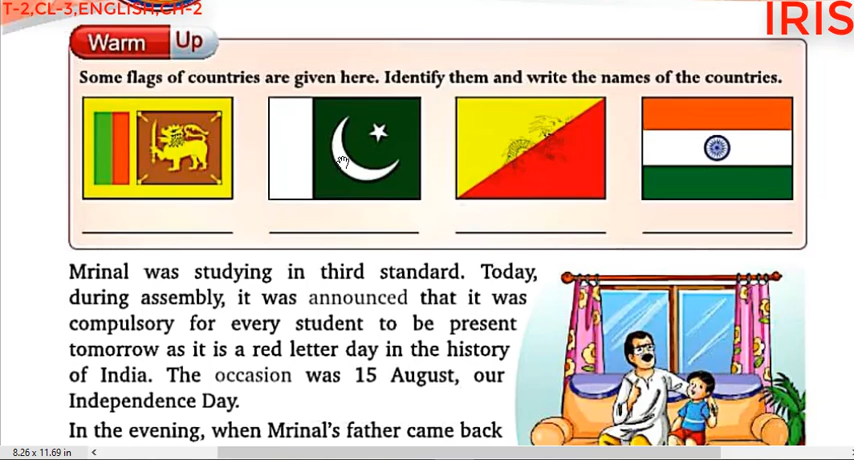 T-2,CL-3,ENGLISH,CH-2
IRIS
Warm Up
Some flags of countries are given here. Identify them and write the names of the countries.
Mrinal was studying in third standard. Today,
during assembly, it was announced that it was
compulsory for every student to be present
tomorrow as it is a red letter day in the history
of India. The occasion was 15 August, our
Independence Day.
In the evening, when Mrinal's father came back
8.26 x 11.69 in